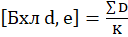 [Бхл d, e] = ∑D/K